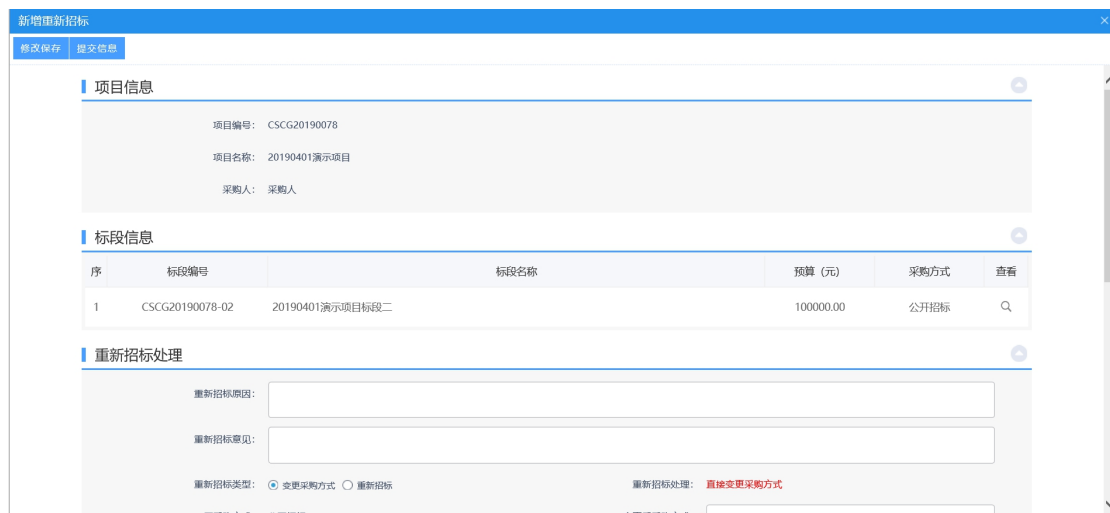 新增重新招标
修改保存 提交信息
项目信息
项目编号： CSCG20190078
项目名称： 20190401演示项目
采购人： 采购人
标段信息
序 标段编号 标段名称 预算（元） 采购方式 查看
1 CSCG20190078-02 20190401演示项目标段二 100000.00 公开招标
重新招标处理
重新招标原因：
重新招标意见：
重新招标类型： 变更采购方式 重新招标 重新招标处理： 直接变更采购方式